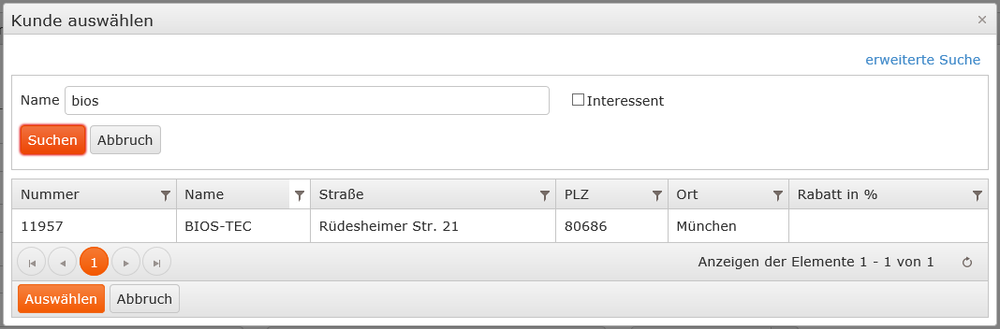 Kunde auswählen
erweiterte Suche
Name bios Interessent
Suchen Abbruch
Nummer Name Straße PLZ Ort Rabatt in %
11957 BIOS-TEC Rüdesheimer Str. 21 80686 München
1 Anzeigen der Elemente 1 - 1 von 1
Auswählen Abbruch